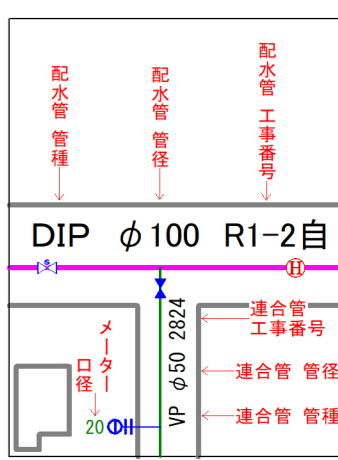 配水管 管種
配水管 管径
配水管 工事番号
DIP φ100 R1-2自
S
H
VP φ50 2824
連合管
工事番号
連合管 管径
連合管 管種
メーター
口径
20